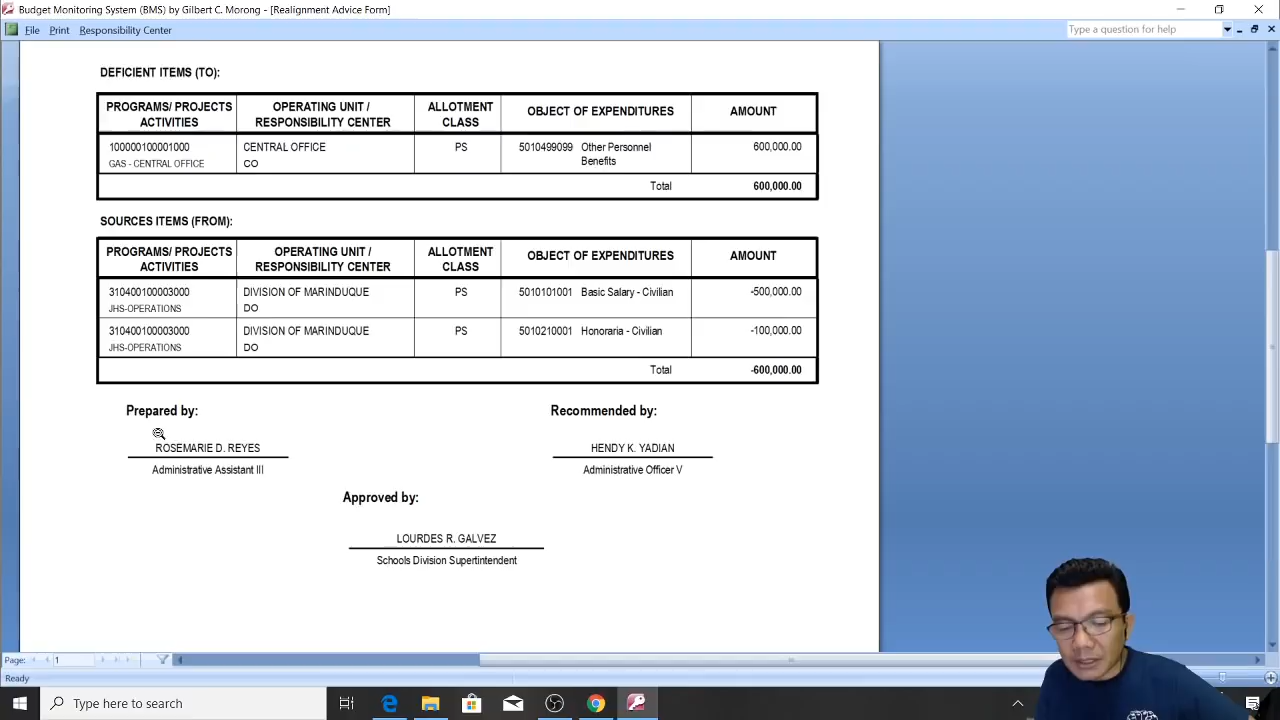 Budget Monitoring System (BMS) by Gilbert C. Morong - [Realignment Advice Form]
File Print Responsibility Center Type a question for help
DEFICIENT ITEMS (TO):
PROGRAMS/ PROJECTS OPERATING UNIT / ALLOTMENT OBJECT OF EXPENDITURES AMOUNT
ACTIVITIES RESPONSIBILITY CENTER CLASS
100000100001000 CENTRAL OFFICE PS 5010499099 Other Personnel 600,000.00
GAS - CENTRAL OFFICE CO Benefits
Total 600,000.00
SOURCES ITEMS (FROM):
PROGRAMS/ PROJECTS OPERATING UNIT / ALLOTMENT OBJECT OF EXPENDITURES AMOUNT
ACTIVITIES RESPONSIBILITY CENTER CLASS
310400100003000 DIVISION OF MARINDUQUE PS 5010101001 Basic Salary - Civilian -500,000.00
JHS-OPERATIONS DO
310400100003000 DIVISION OF MARINDUQUE PS 5010210001 Honoraria - Civilian -100,000.00
JHS-OPERATIONS DO
Total -600,000.00
Prepared by: Recommended by:
ROSEMARIE D. REYES HENDY K. YADIAN
Administrative Assistant III Administrative Officer V
Approved by:
LOURDES R. GALVEZ
Schools Division Supertintendent
Page: 1
Ready
Type here to search